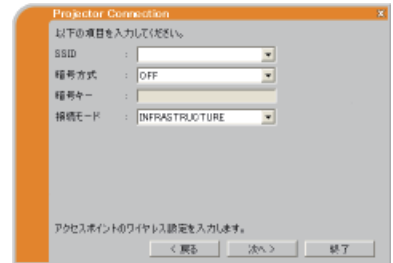 Projector Connection
以下の項目を入力してください。
SSID :
暗号方式 : OFF
暗号キー :
接続モード : INFRASTRUCTURE
アクセスポイントのワイヤレス設定を入力します。
< 戻る 次へ > 終了